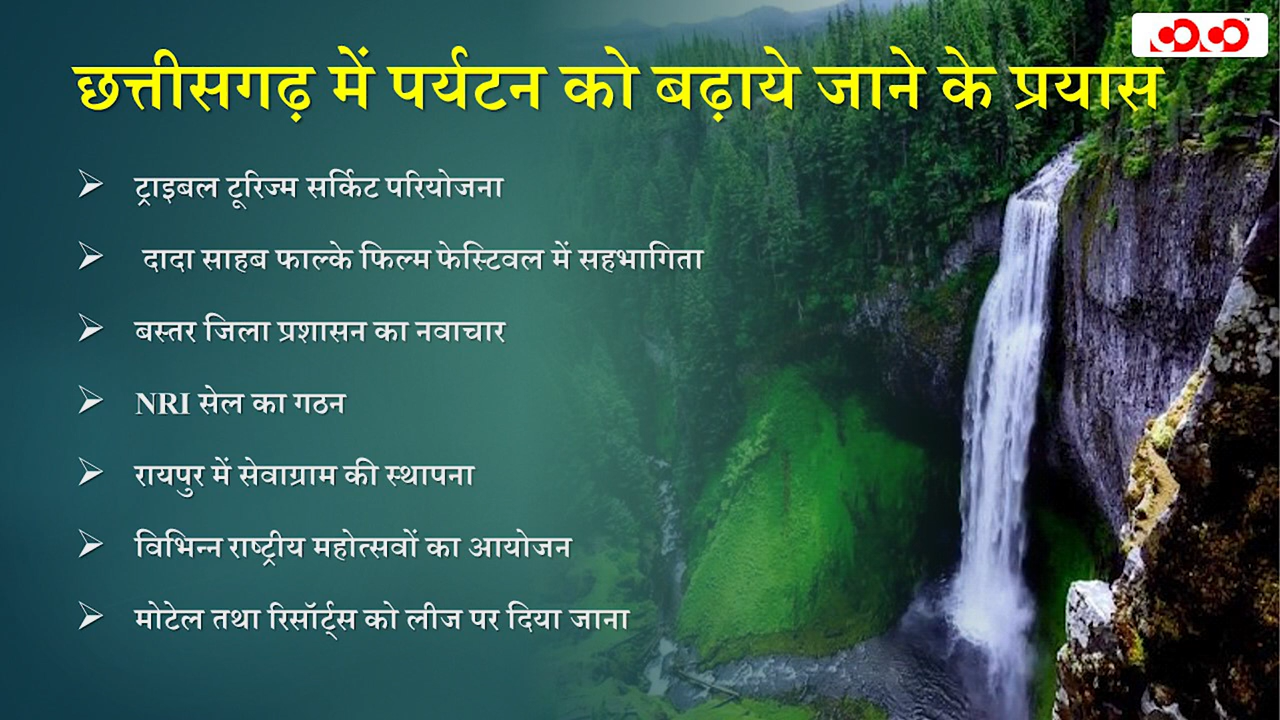 छत्तीसगढ़ में पर्यटन को बढ़ाये जाने के प्रयास
ट्राइबल टूरिज्म सर्किट परियोजना
दादा साहब फाल्के फिल्म फेस्टिवल में सहभागिता
बस्तर जिला प्रशासन का नवाचार
NRI सेल का गठन
रायपुर में सेवाग्राम की स्थापना
विभिन्न राष्ट्रीय महोत्सवों का आयोजन
मोटेल तथा रिसॉर्ट्स को लीज पर दिया जाना